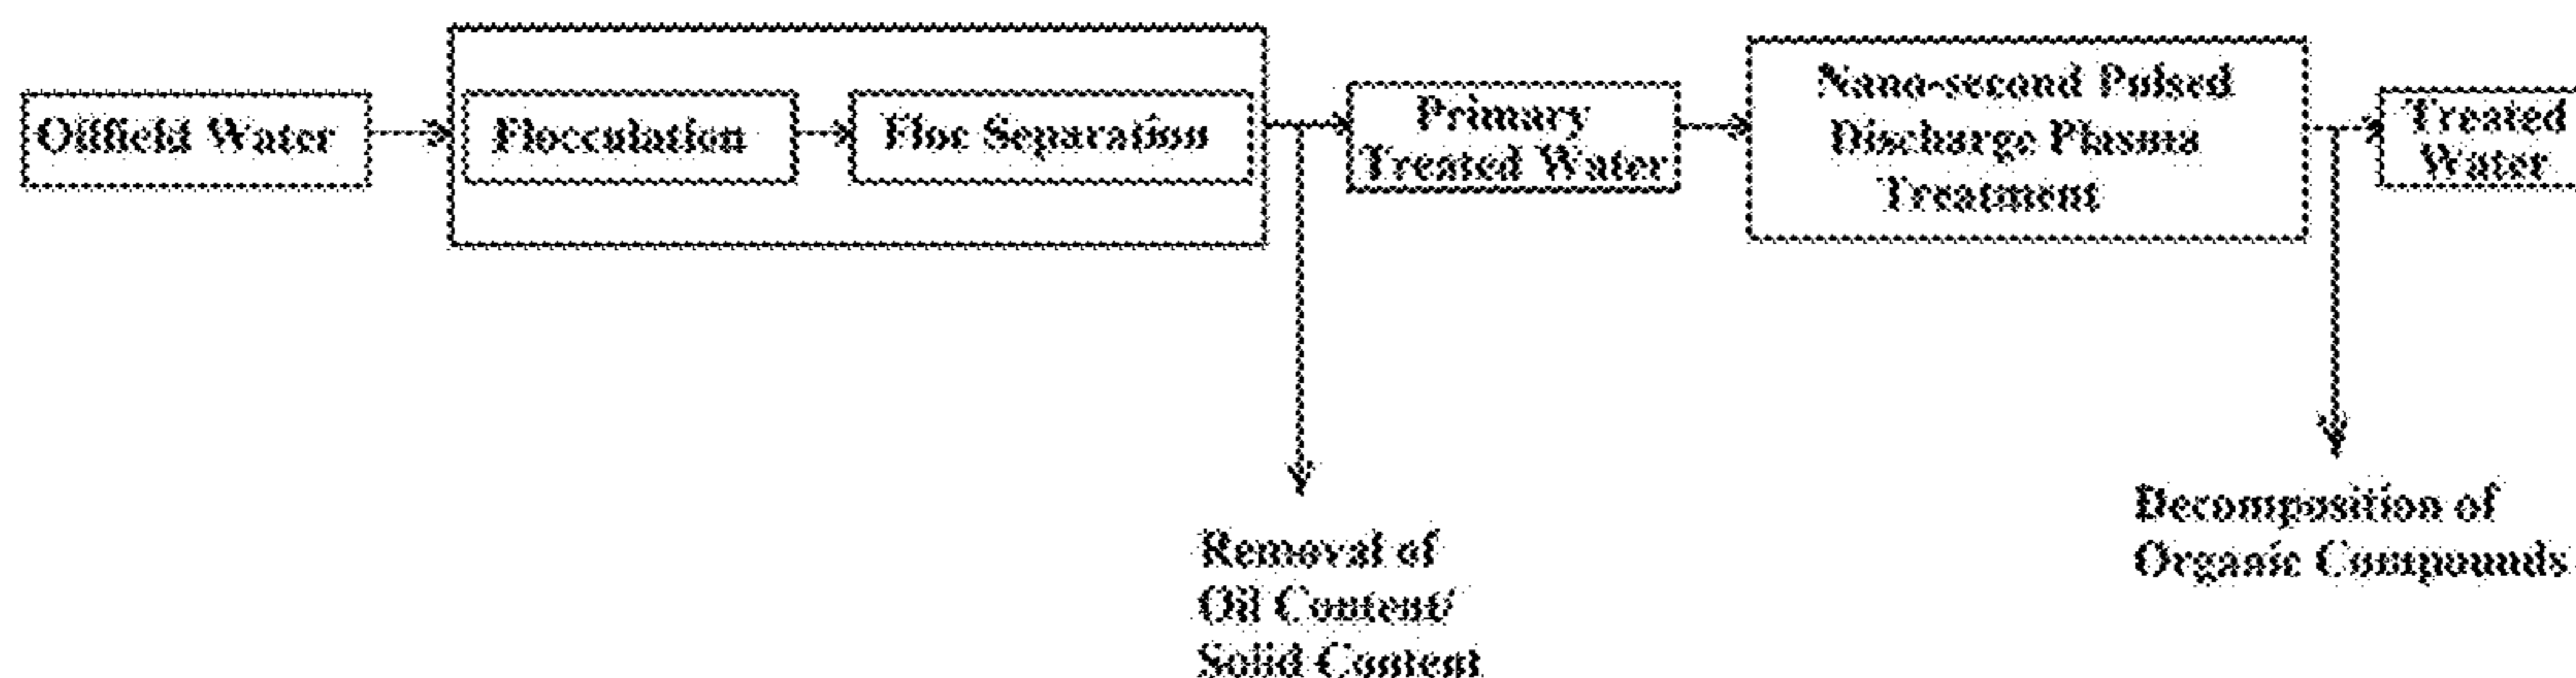 Oilfield Water
Flocculation
Floc Separation
Primary
Treated Water
Nano-second Pulsed
Discharge Plasma
Treatment
Treated
Water
Removal of
Oil Content/
Solid Content
Decomposition of
Organic Compounds